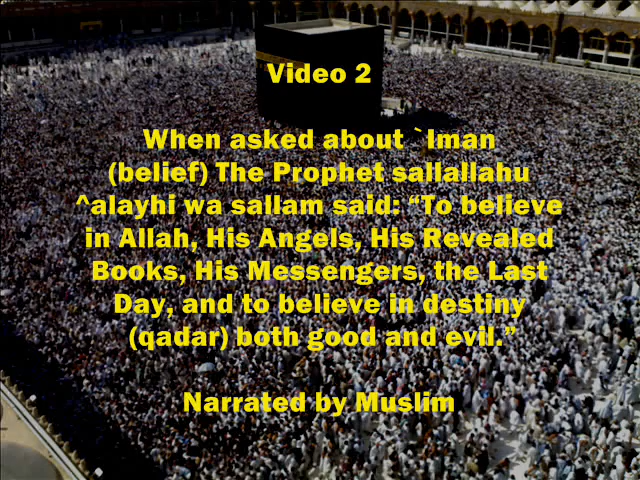 Video 2
When asked about `Iman
(belief) The Prophet sallallahu
^alayhi wa sallam said: “To believe
in Allah, His Angels, His Revealed
Books, His Messengers, the Last
Day, and to believe in destiny
(qadar) both good and evil.”
Narrated by Muslim